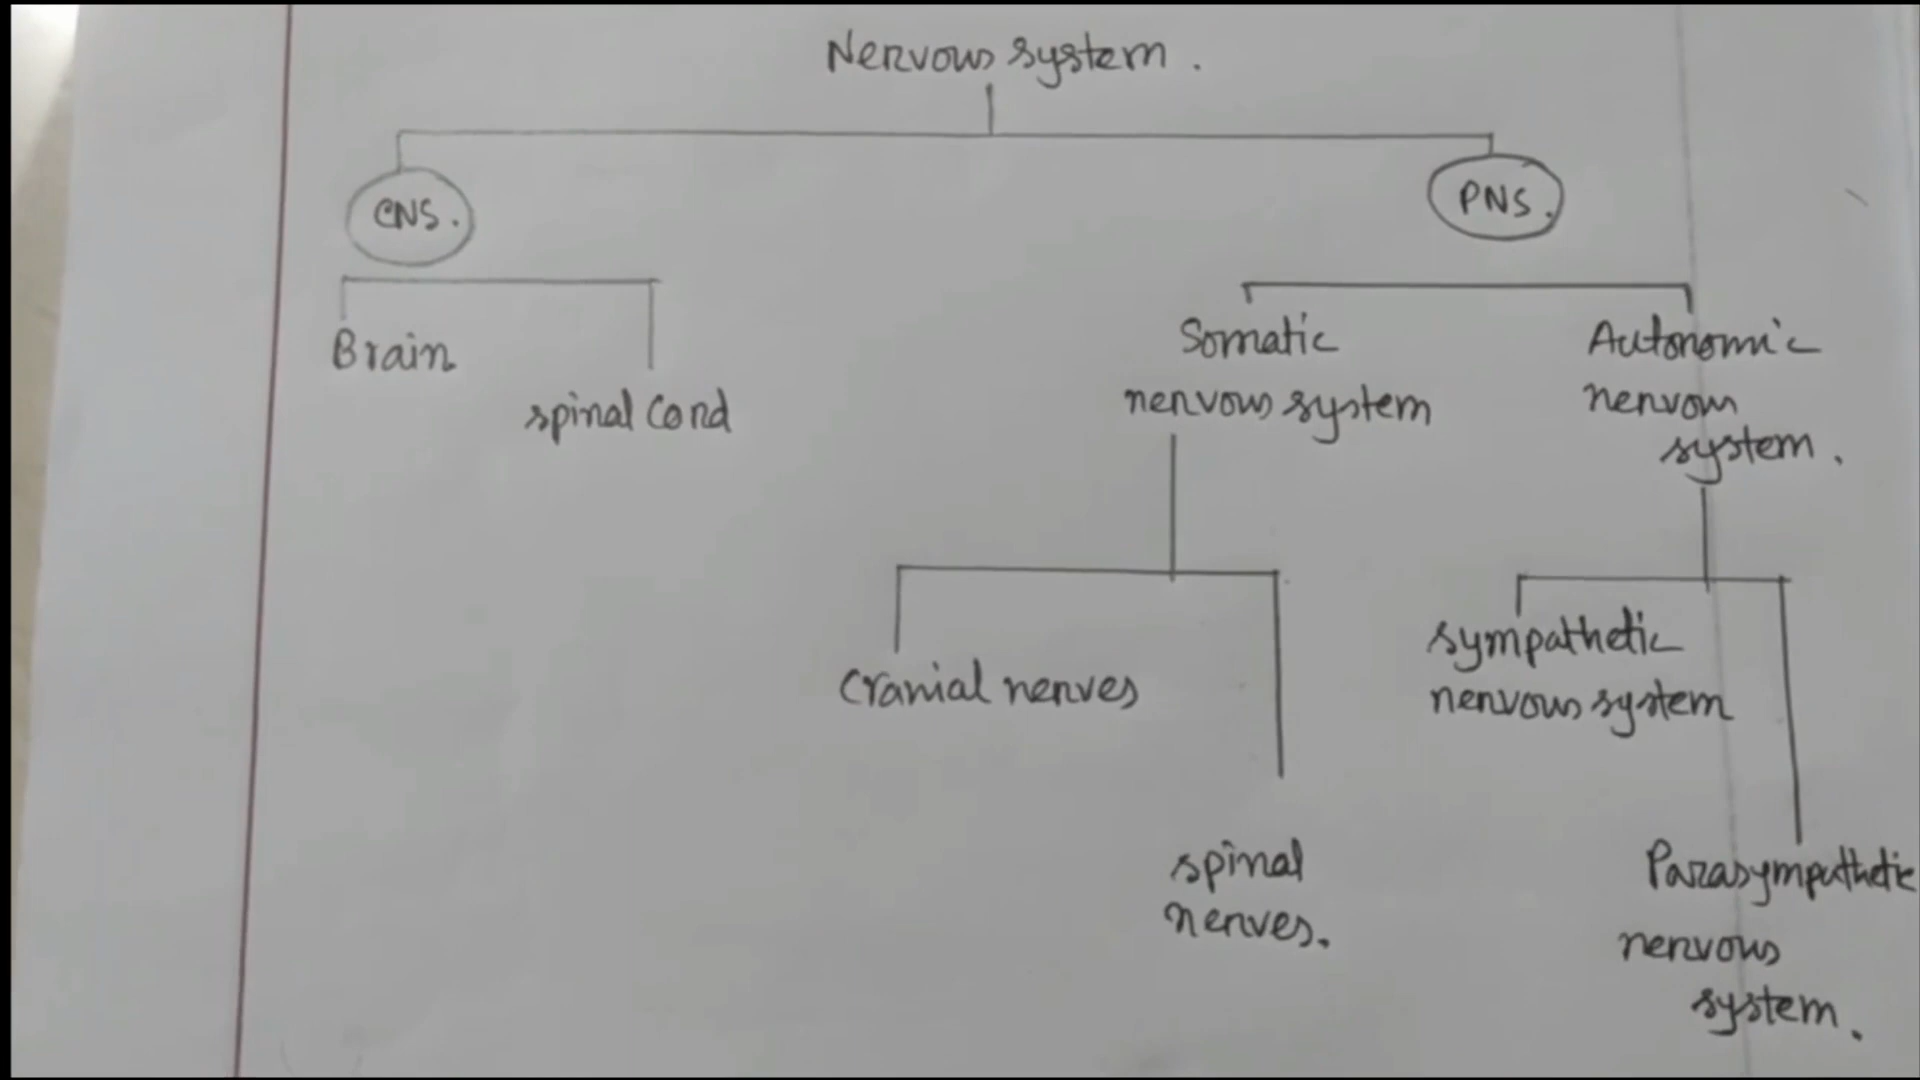 Nervous system.
CNS.
PNS.
Brain
spinal cord
Somatic
nervous system
Autonomic
nervous
system.
cranial nerves
spinal
nerves.
sympathetic
nervous system
Parasympathetic
nervous
system.